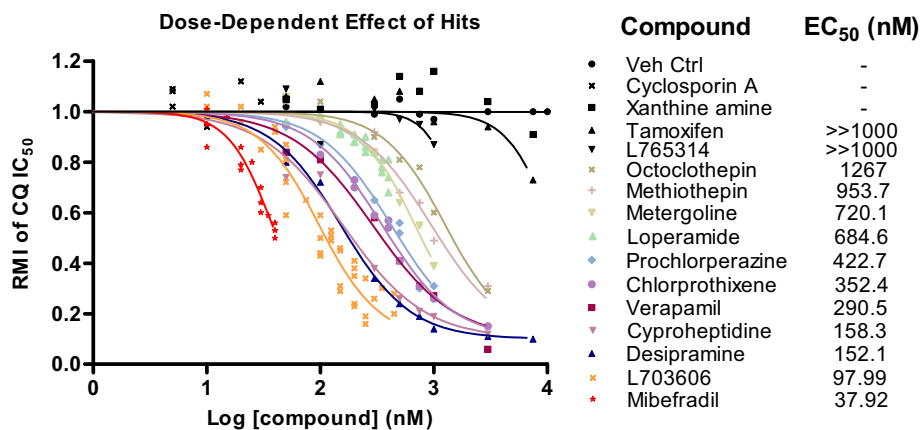 Dose-Dependent Effect of Hits
RMI of CQ IC50
1.2
1.0
0.8
0.6
0.4
0.2
0.0
0 1 2 3 4
Log [compound] (nM)
Compound EC50 (nM)
Veh Ctrl -
Cyclosporin A -
Xanthine amine -
Tamoxifen >>1000
L765314 >>1000
Octoclothepin 1267
Methiothepin 953.7
Metergoline 720.1
Loperamide 684.6
Prochlorperazine 422.7
Chlorprothixene 352.4
Verapamil 290.5
Cyproheptidine 158.3
Desipramine 152.1
L703606 97.99
Mibefradil 37.92